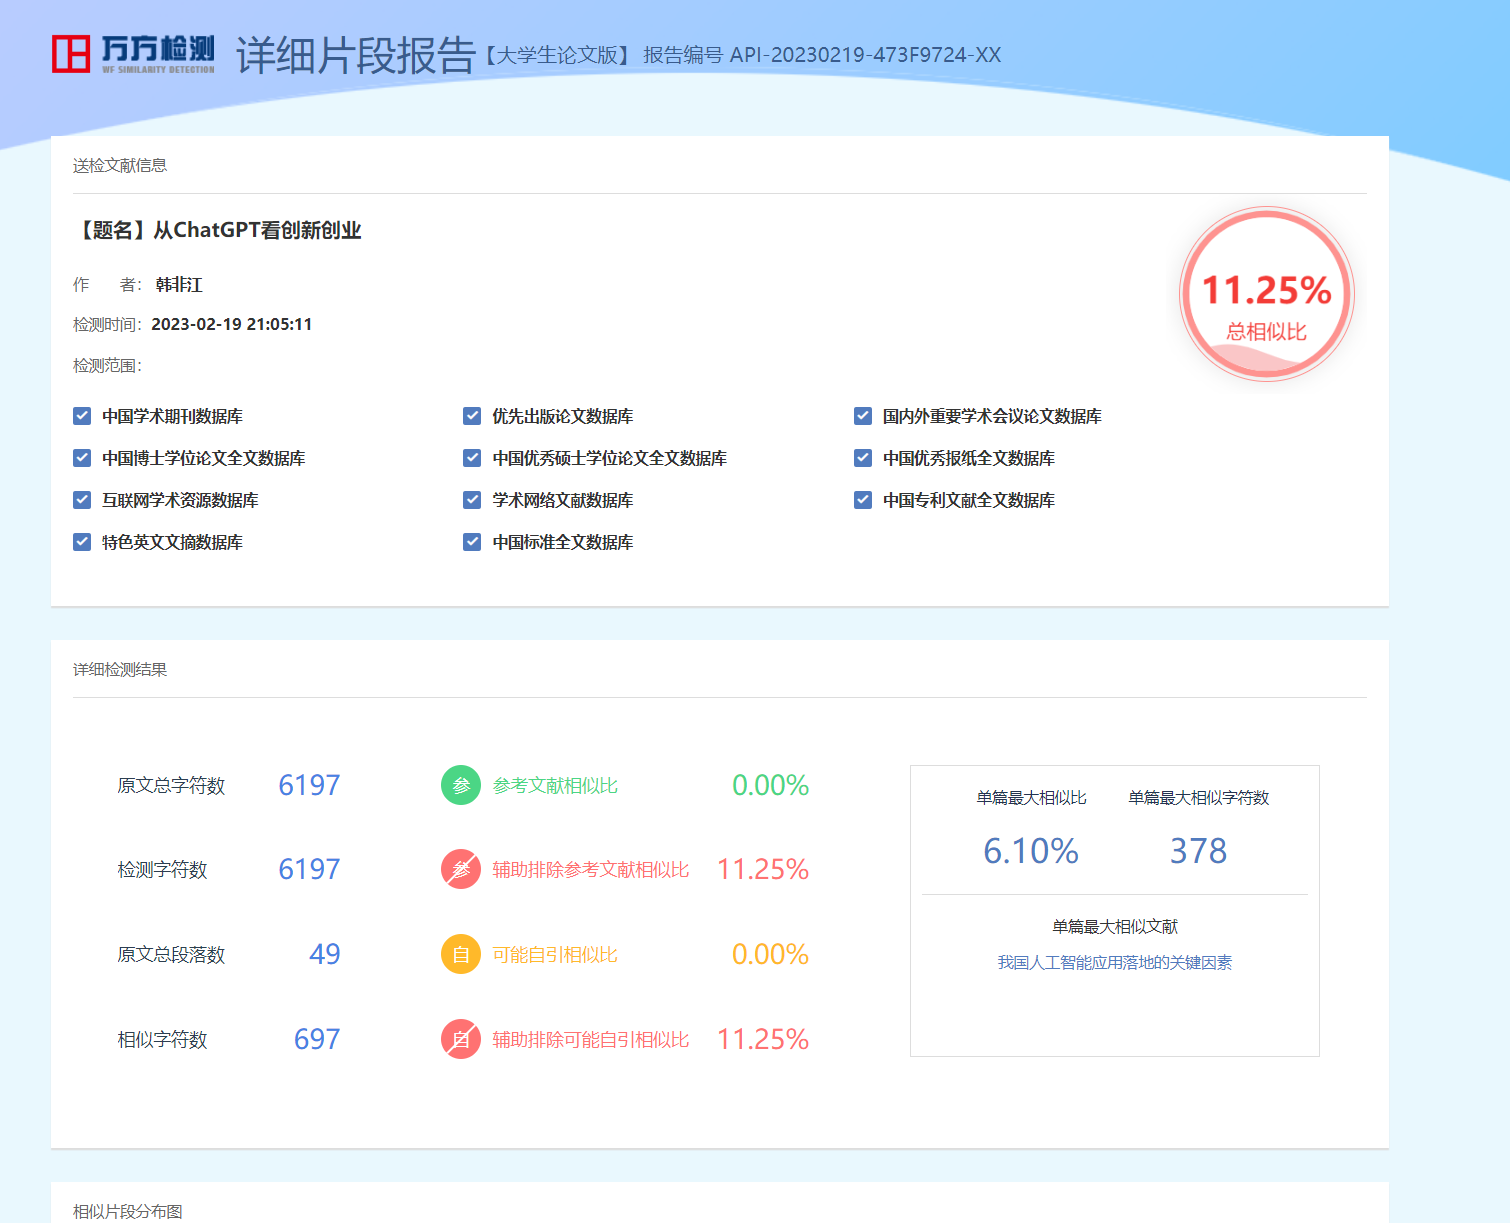 万方检测
WF SIMILARITY DETECTION
详细片段报告【大学生论文版】 报告编号 API-20230219-473F9724-XX
送检文献信息
【题名】从ChatGPT看创新创业
作 者： 韩非江
检测时间： 2023-02-19 21:05:11
检测范围：
11.25%
总相似比
中国学术期刊数据库 优先出版论文数据库 国内外重要学术会议论文数据库
中国博士学位论文全文数据库 中国优秀硕士学位论文全文数据库 中国优秀报纸全文数据库
互联网学术资源数据库 学术网络文献数据库 中国专利文献全文数据库
特色英文文摘数据库 中国标准全文数据库
详细检测结果
原文总字符数 6197
检测字符数 6197
原文总段落数 49
相似字符数 697
参 参考文献相似比 0.00%
参 辅助排除参考文献相似比 11.25%
自 可能自引相似比 0.00%
自 辅助排除可能自引相似比 11.25%
单篇最大相似比 单篇最大相似字符数
6.10% 378
单篇最大相似文献
我国人工智能应用落地的关键因素
相似片段分布图